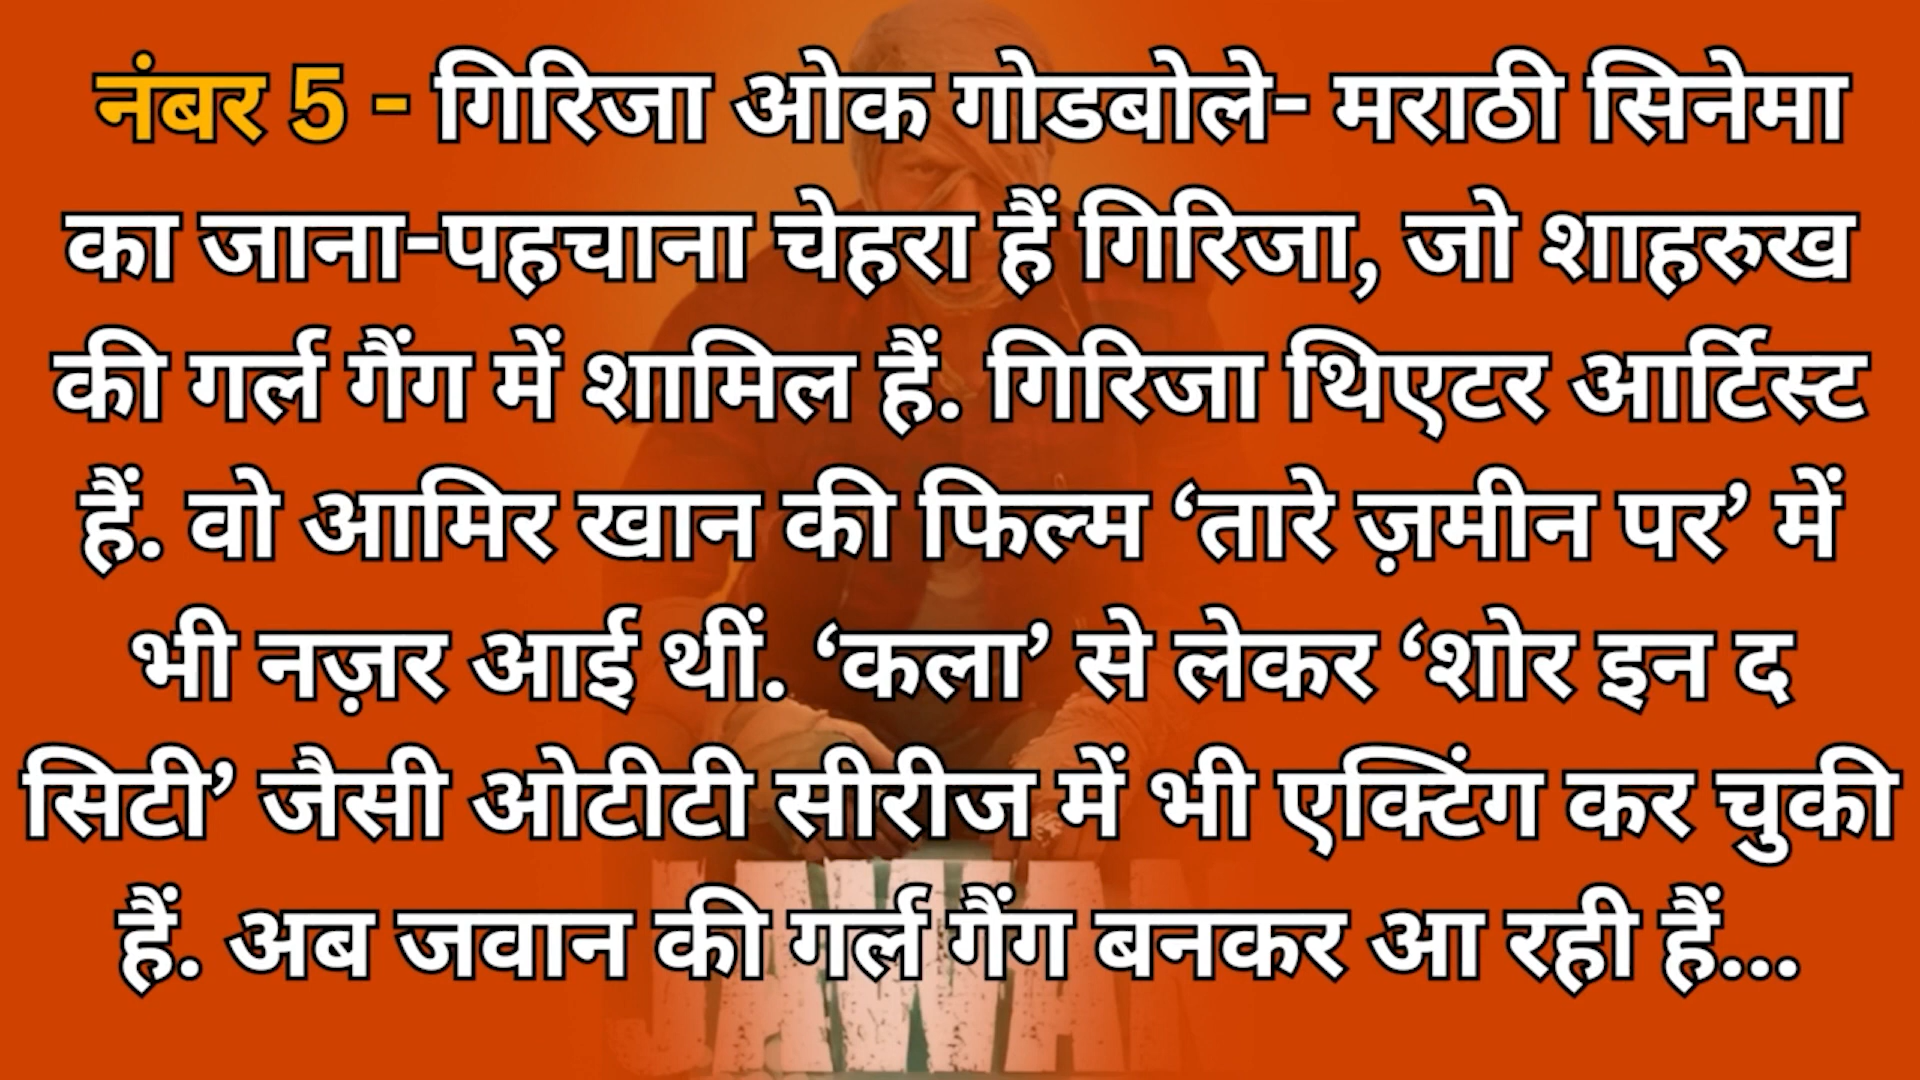 नंबर 5 - गिरिजा ओक गोडबोले- मराठी सिनेमा
का जाना-पहचाना चेहरा हैं गिरिजा, जो शाहरुख
की गर्ल गैंग में शामिल हैं. गिरिजा थिएटर आर्टिस्ट
हैं. वो आमिर खान की फिल्म ‘तारे ज़मीन पर’ में
भी नज़र आई थीं. ‘कला’ से लेकर ‘शोर इन द
सिटी’ जैसी ओटीटी सीरीज में भी एक्टिंग कर चुकी
हैं. अब जवान की गर्ल गैंग बनकर आ रही हैं...
JAWAN